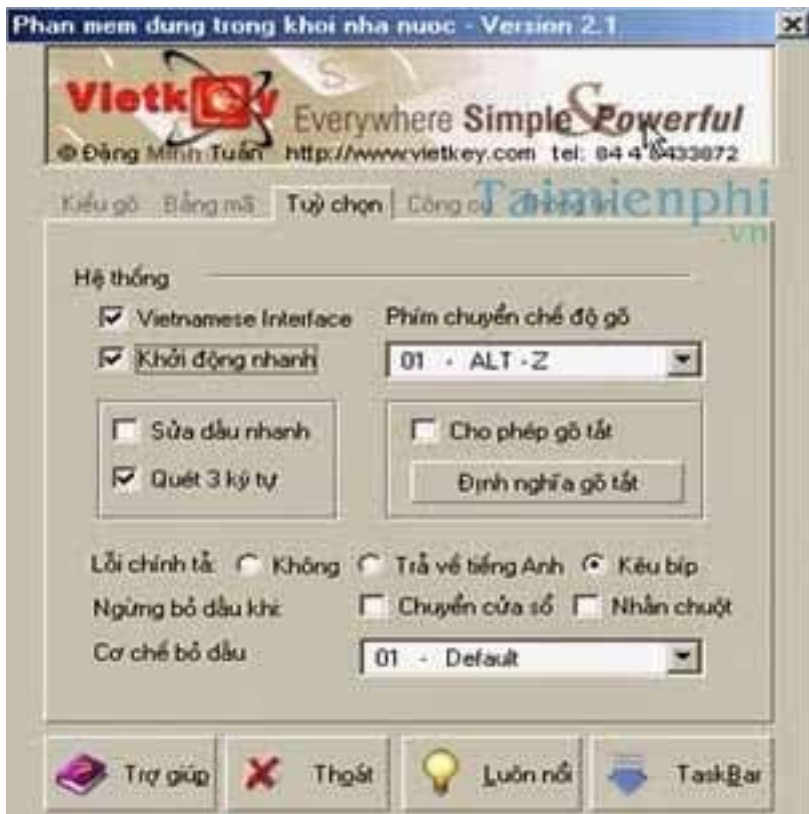 Phan mem dung trong khoi nha nuoc - Version 2.1
Vietkey Everywhere Simple & Powerful
© Đặng Minh Tuấn http://www.vietkey.com tel: 84 4 8433872
Kiểu gõ Bảng mã Tuỳ chọn Công cụ
Taimienphi
.vn
Hệ thống
Vietnamese Interface Phím chuyển chế độ gõ
Khởi động nhanh 01 - ALT - Z
Sửa dấu nhanh Cho phép gõ tắt
Quét 3 ký tự Định nghĩa gõ tắt
Lỗi chính tả: Không Trả về tiếng Anh Kêu bíp
Ngừng bỏ dấu khi: Chuyển cửa sổ Nhấn chuột
Cơ chế bỏ dấu 01 - Default
Trợ giúp Thoát Luôn nổi TaskBar